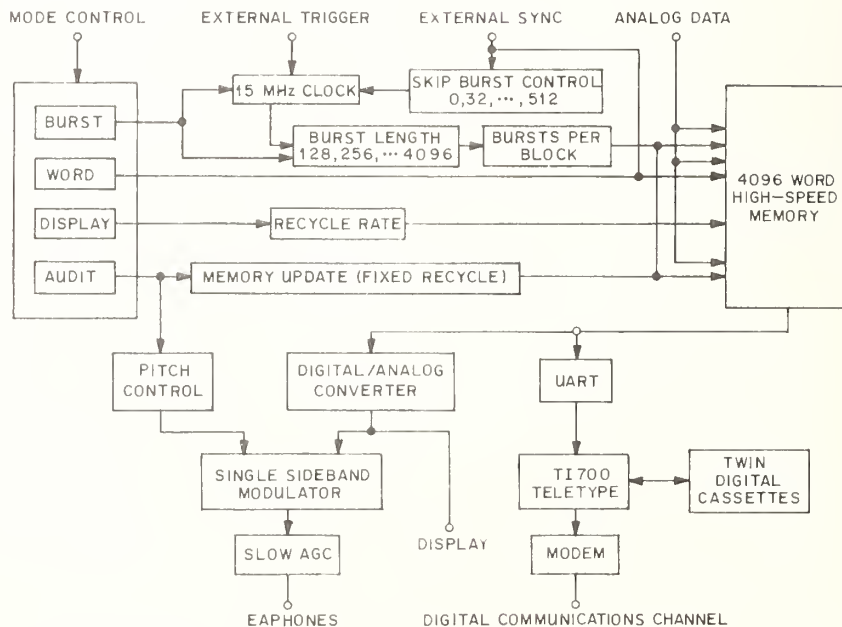 MODE CONTROL
EXTERNAL TRIGGER
EXTERNAL SYNC
ANALOG DATA
15 MHz CLOCK
SKIP BURST CONTROL
0,32, ··· ,512
BURST
BURST LENGTH
128,256, ··· 4096
BURSTS PER
BLOCK
WORD
4096 WORD
HIGH-SPEED
MEMORY
DISPLAY
RECYCLE RATE
AUDIT
MEMORY UPDATE (FIXED RECYCLE)
PITCH
CONTROL
DIGITAL/ANALOG
CONVERTER
UART
SINGLE SIDEBAND
MODULATOR
TI700
TELETYPE
TWIN
DIGITAL
CASSETTES
SLOW AGC
DISPLAY
MODEM
EAPHONES
DIGITAL COMMUNICATIONS CHANNEL